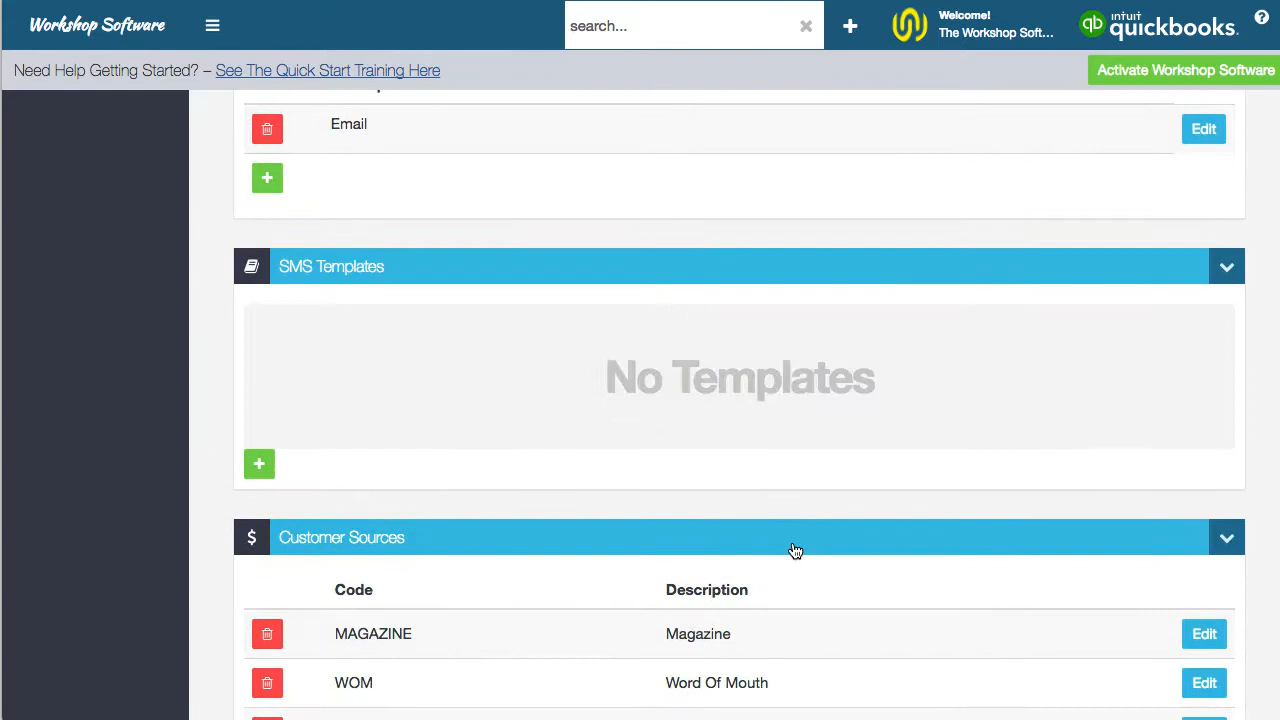 Workshop Software
search...
Welcome!
The Workshop Soft...
qb intuit quickbooks.
?
Need Help Getting Started? – See The Quick Start Training Here
Activate Workshop Software
Email
Edit
SMS Templates
No Templates
$ Customer Sources
Code Description
MAGAZINE Magazine Edit
WOM Word Of Mouth Edit